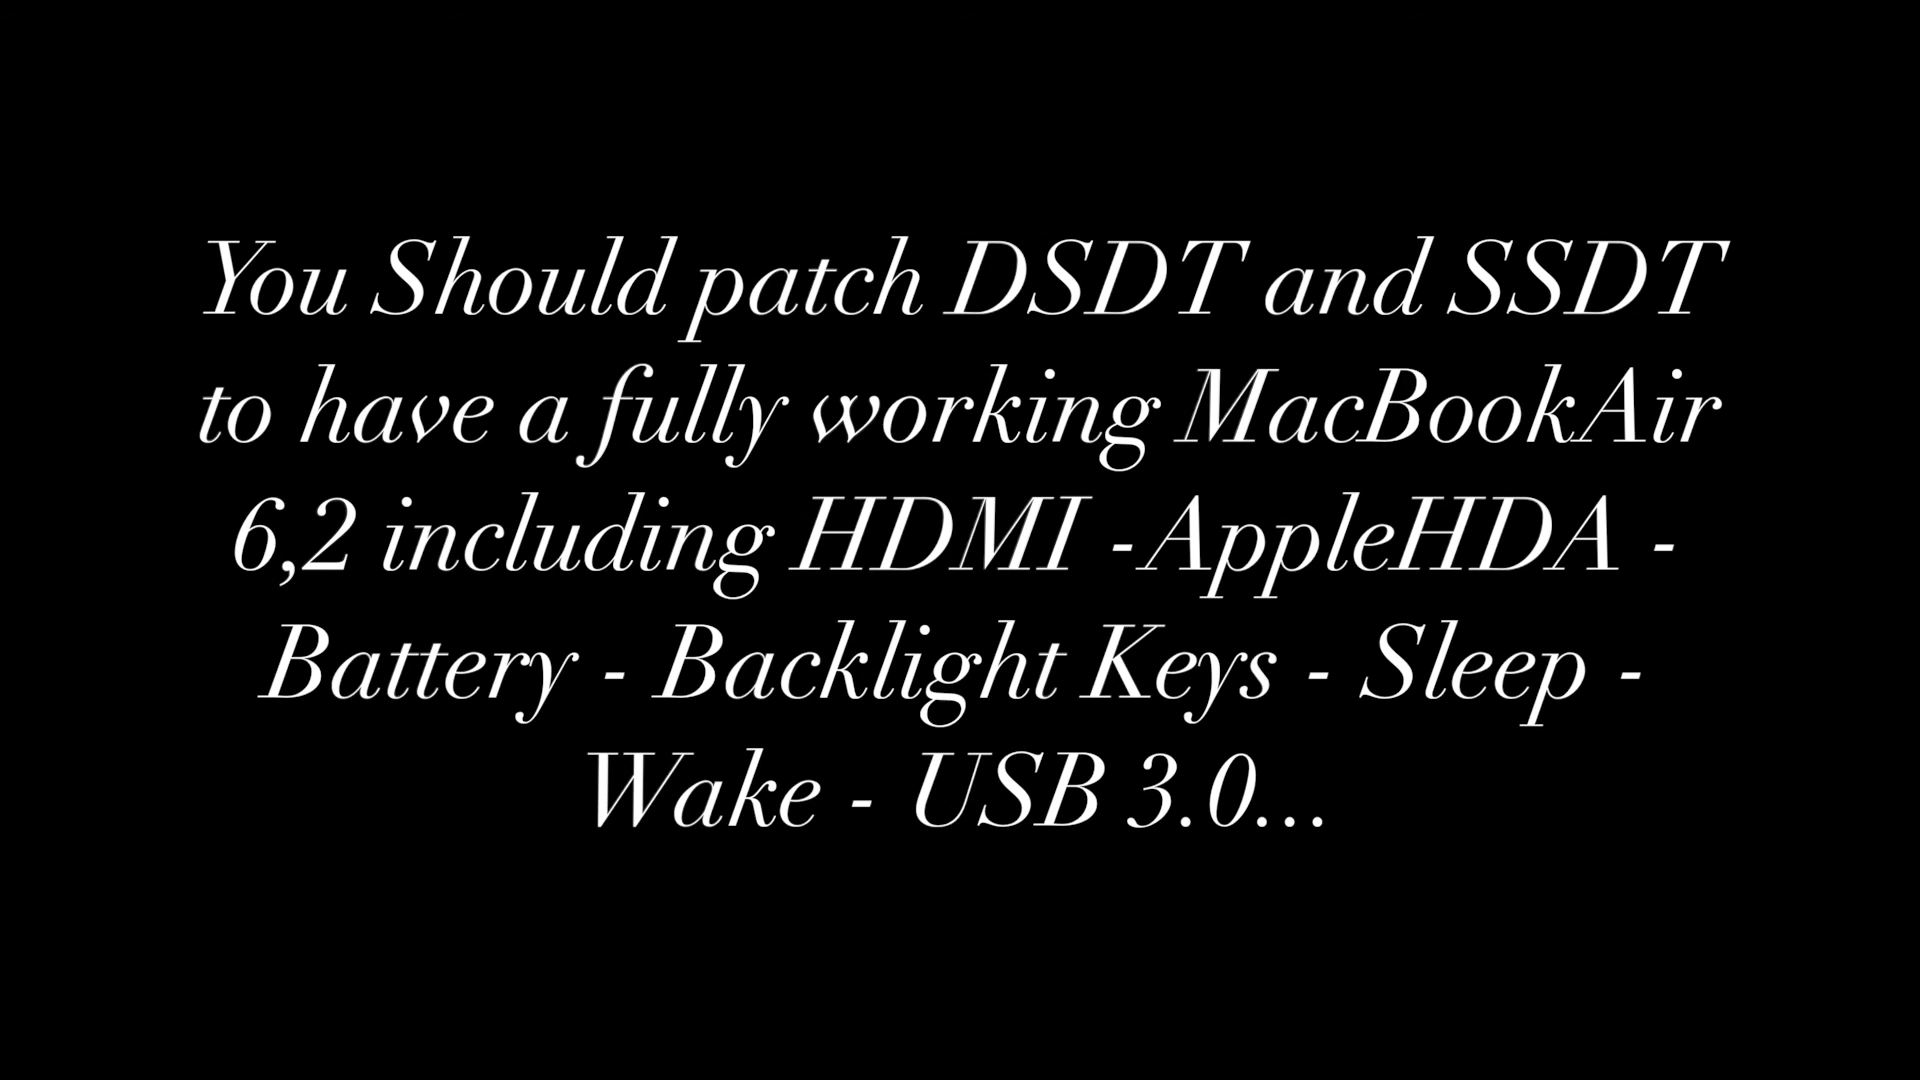 You Should patch DSDT and SSDT
to have a fully working MacBookAir
6,2 including HDMI -AppleHDA -
Battery - Backlight Keys - Sleep -
Wake - USB 3.0...